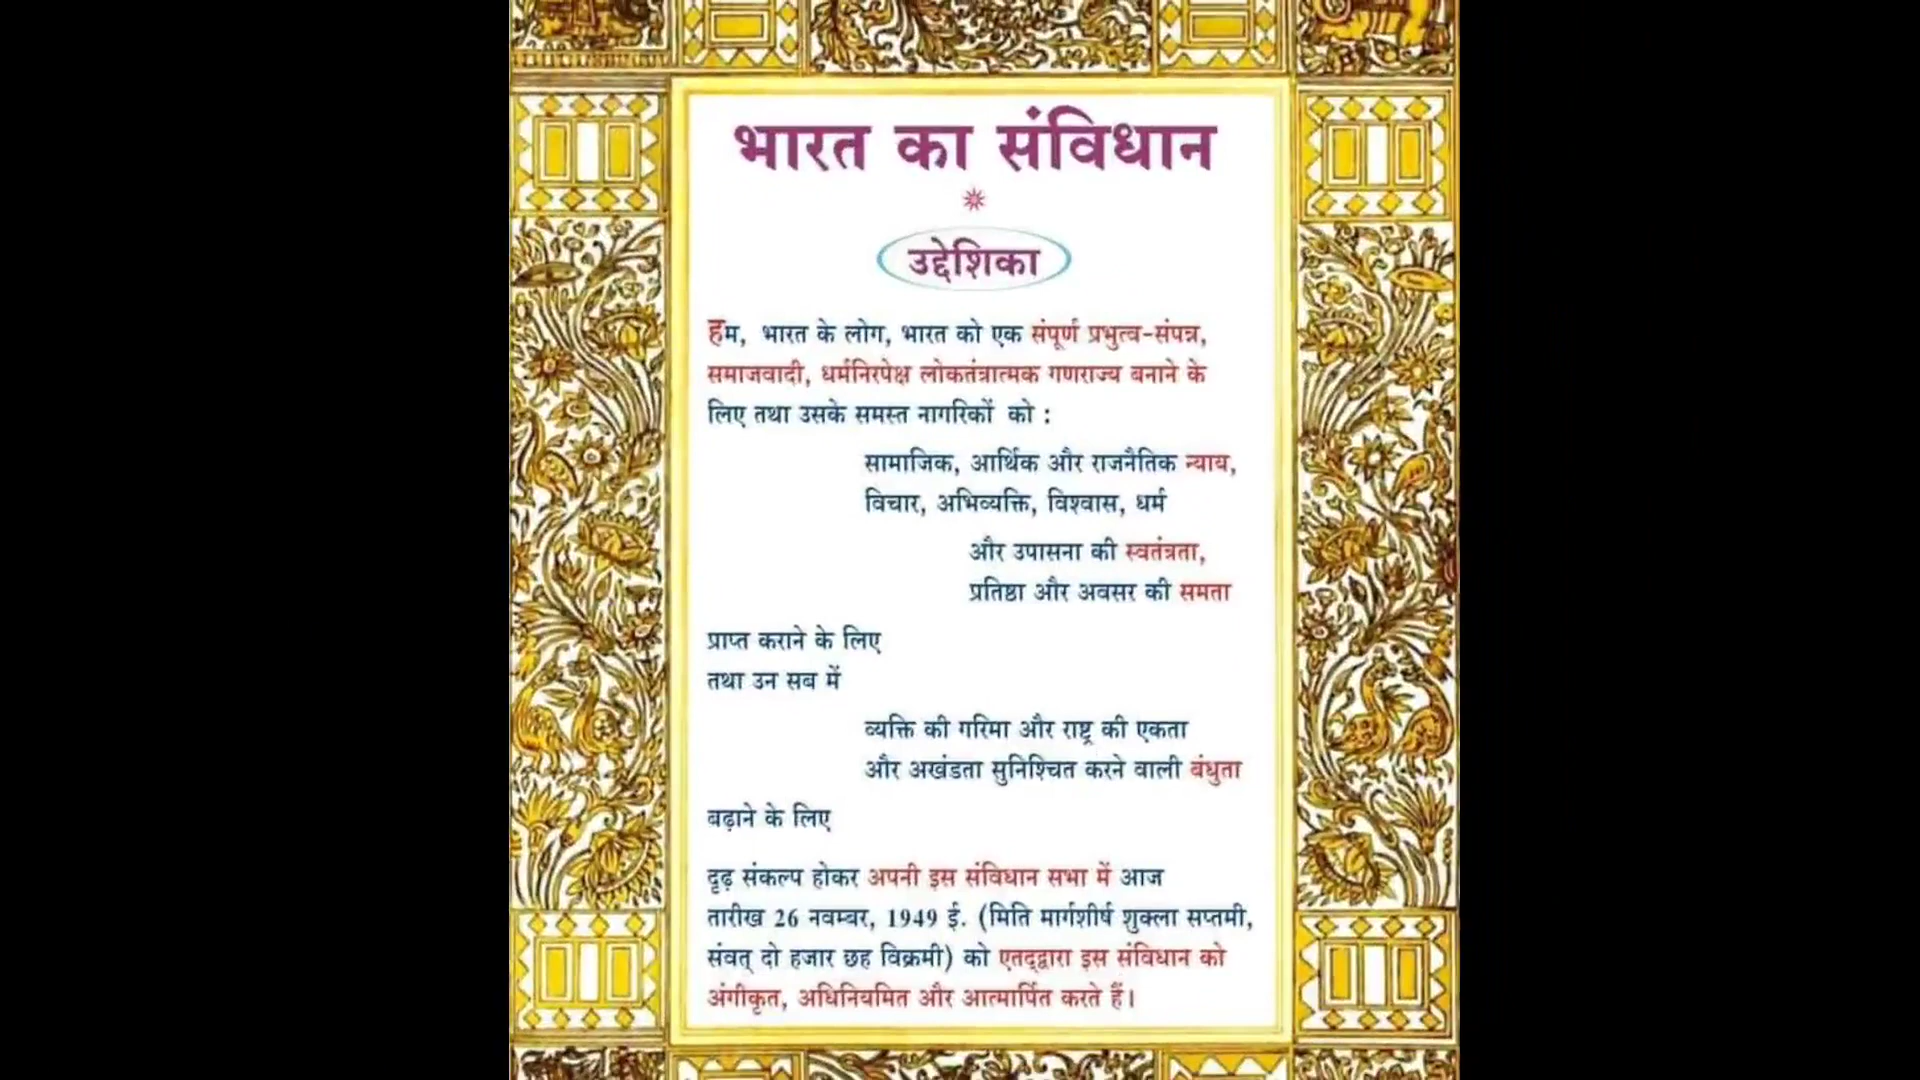 भारत का संविधान
उद्देशिका
हम, भारत के लोग, भारत को एक संपूर्ण प्रभुत्व-संपन्न,
समाजवादी, धर्मनिरपेक्ष लोकतंत्रात्मक गणराज्य बनाने के
लिए तथा उसके समस्त नागरिकों को :
सामाजिक, आर्थिक और राजनैतिक न्याय,
विचार, अभिव्यक्ति, विश्वास, धर्म
और उपासना की स्वतंत्रता,
प्रतिष्ठा और अवसर की समता
प्राप्त कराने के लिए
तथा उन सब में
व्यक्ति की गरिमा और राष्ट्र की एकता
और अखंडता सुनिश्चित करने वाली बंधुता
बढ़ाने के लिए
दृढ़ संकल्प होकर अपनी इस संविधान सभा में आज
तारीख 26 नवम्बर, 1949 ई. (मिति मार्गशीर्ष शुक्ला सप्तमी,
संवत् दो हजार छह विक्रमी) को एतद्द्वारा इस संविधान को
अंगीकृत, अधिनियमित और आत्मार्पित करते हैं।